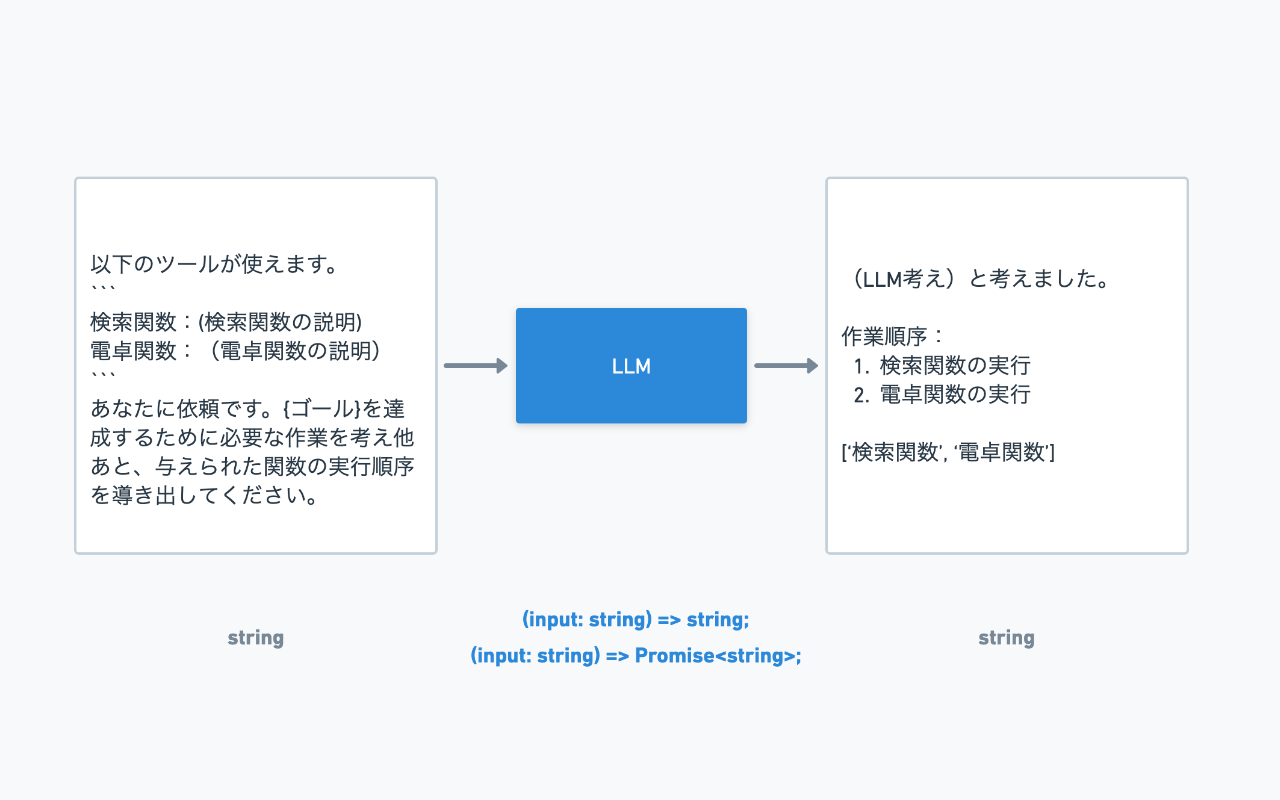 以下のツールが使えます。
```
検索関数：(検索関数の説明)
電卓関数：（電卓関数の説明）
```
あなたに依頼です。{ゴール}を達
成するために必要な作業を考え他
あと、与えられた関数の実行順序
を導き出してください。
string
LLM
(input: string) => string;
(input: string) => Promise<string>;
（LLM考え）と考えました。
作業順序：
1. 検索関数の実行
2. 電卓関数の実行
[‘検索関数’, ‘電卓関数’]
string